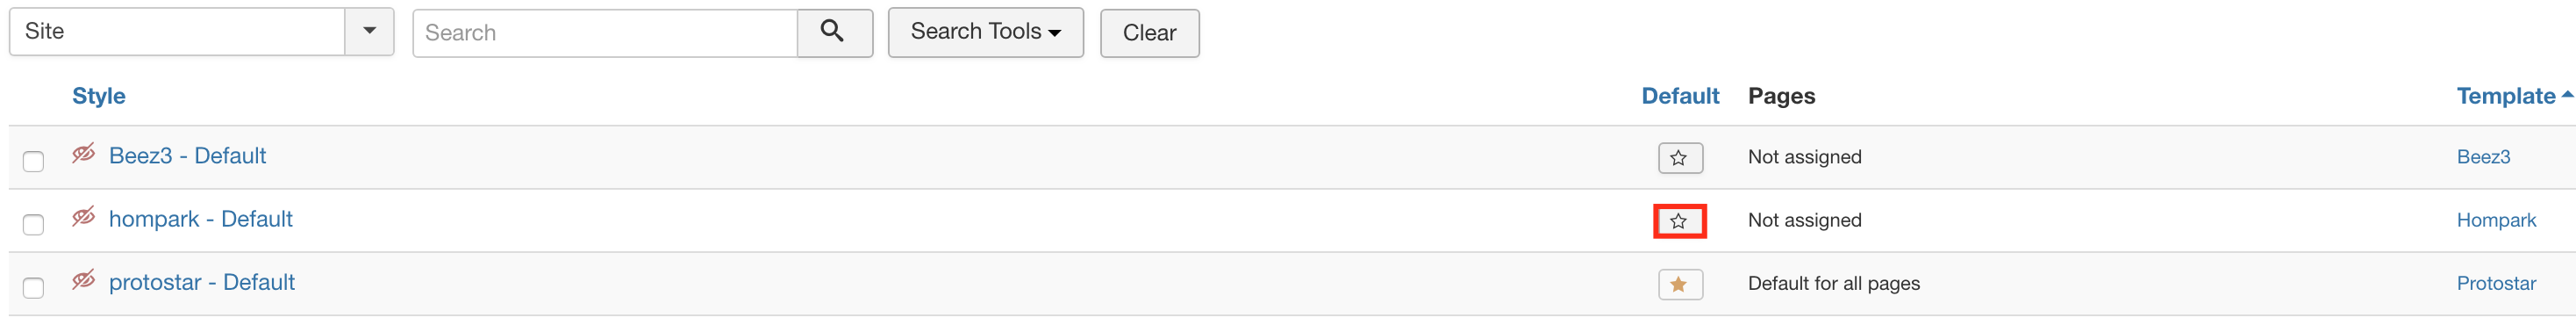 Site Search Search Tools Clear
Style Default Pages Template
Beez3 - Default Not assigned Beez3
hompark - Default Not assigned Hompark
protostar - Default Default for all pages Protostar